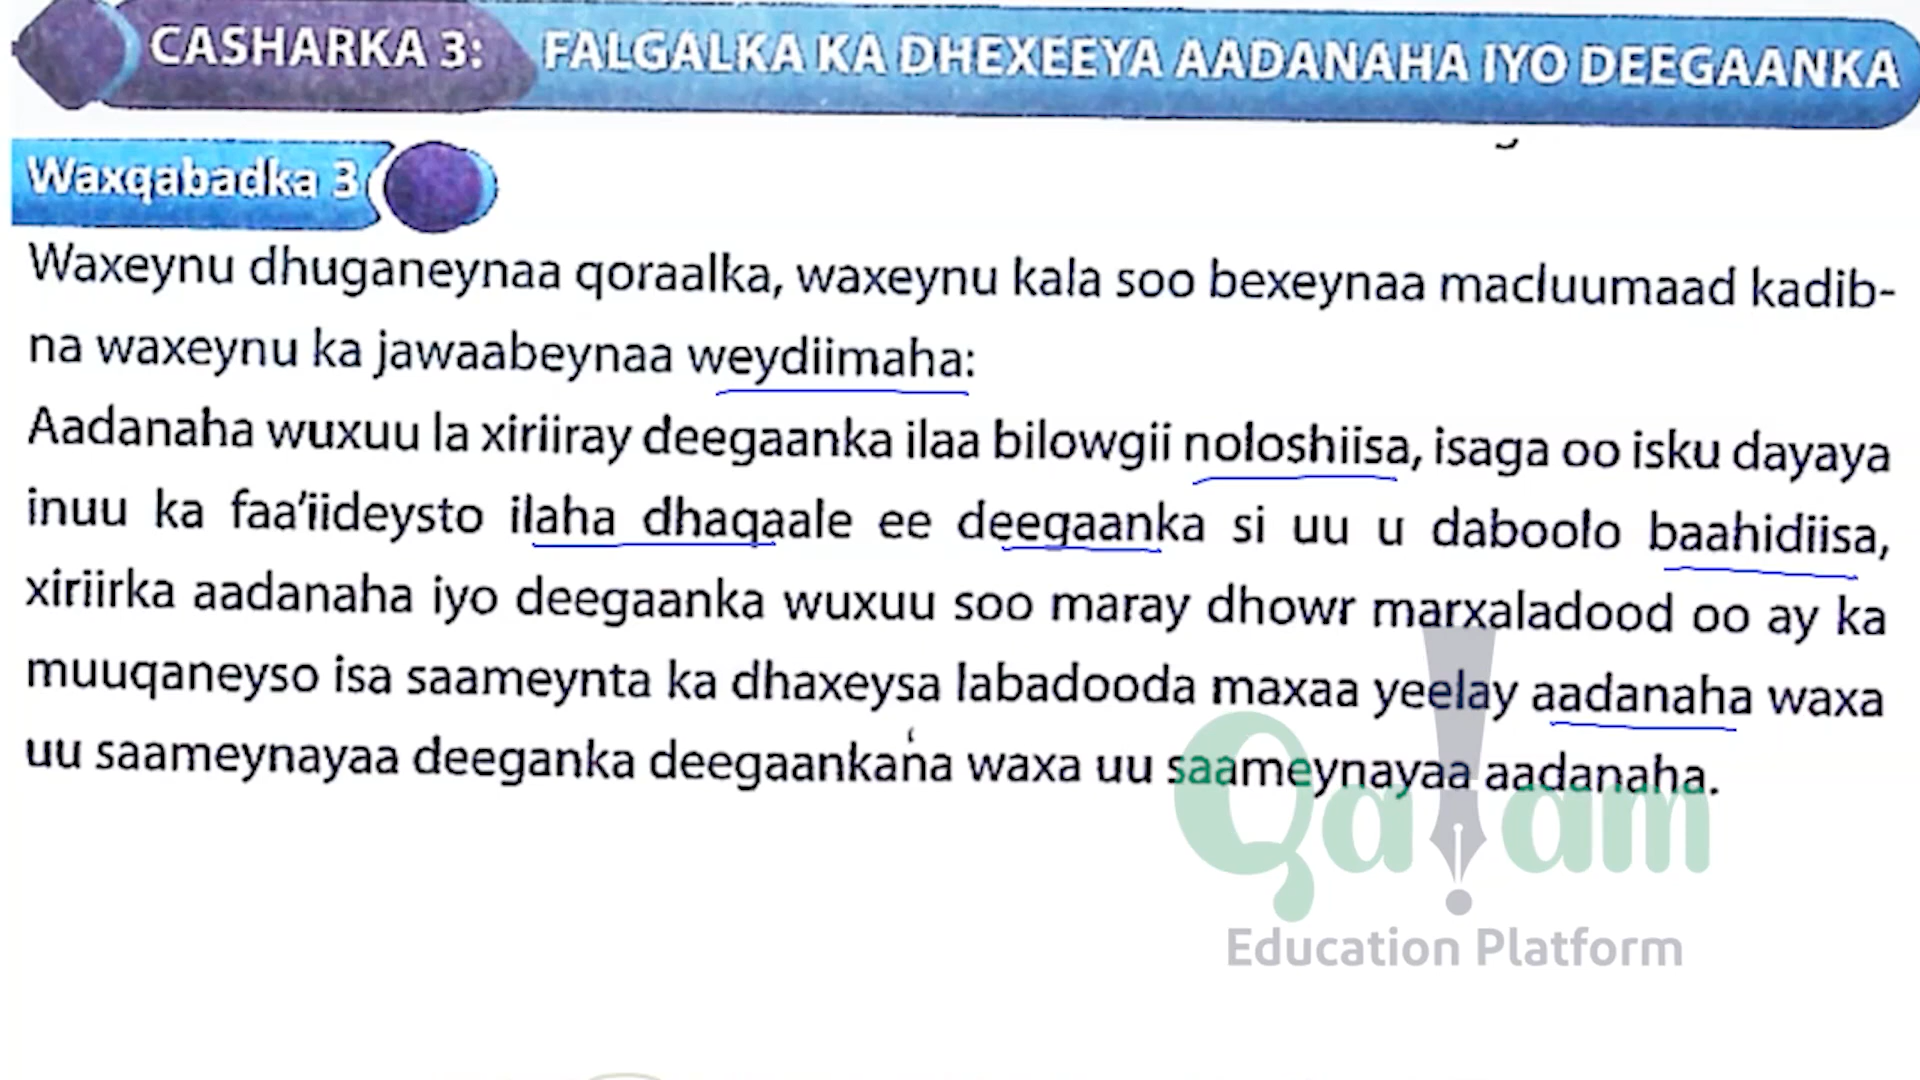 CASHARKA 3: FALGALKA KA DHEXEEYA AADANAHA IYO DEEGAANKA
Waxqabadka 3
Waxeynu dhuganeynaa qoraalka, waxeynu kala soo bexeynaa macluumaad kadib-
na waxeynu ka jawaabeynaa weydiimaha:
Aadanaha wuxuu la xiriiray deegaanka ilaa bilowgii noloshiisa, isaga oo isku dayaya
inuu ka faa'iideysto ilaha dhaqaale ee deegaanka si uu u daboolo baahidiisa,
xiriirka aadanaha iyo deegaanka wuxuu soo maray dhowr marxaladood oo ay ka
muuqaneyso isa saameynta ka dhaxeysa labadooda maxaa yeelay aadanaha waxa
uu saameynayaa deeganka deegaankana waxa uu saameynayaa aadanaha.
Qalam
Education Platform